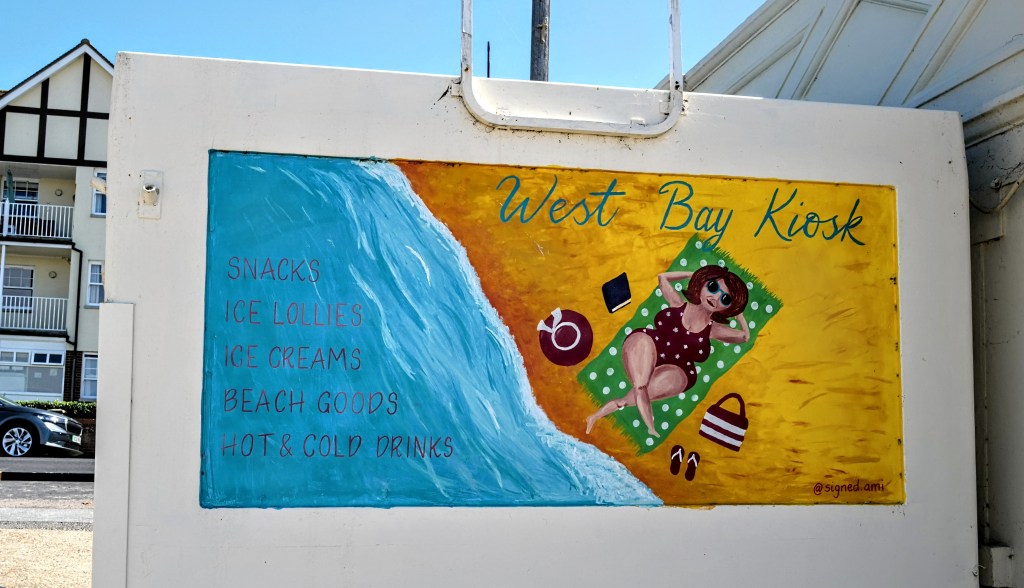 West Bay Kiosk
SNACKS
ICE LOLLIES
ICE CREAMS
BEACH GOODS
HOT & COLD DRINKS
@signed.ami